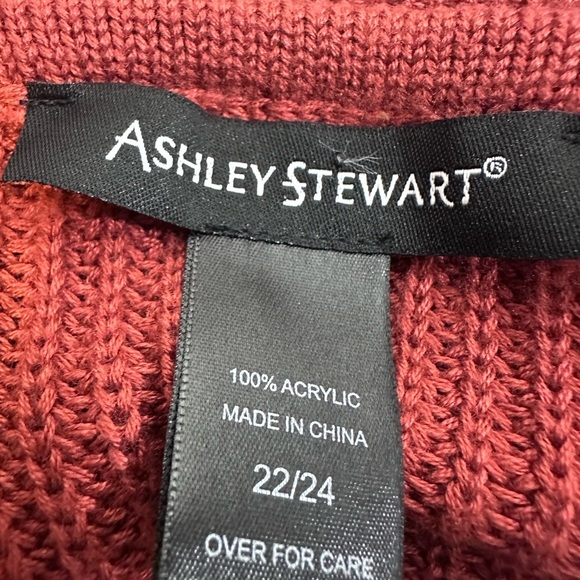 ASHLEY STEWART®
100% ACRYLIC
MADE IN CHINA
22/24
OVER FOR CARE